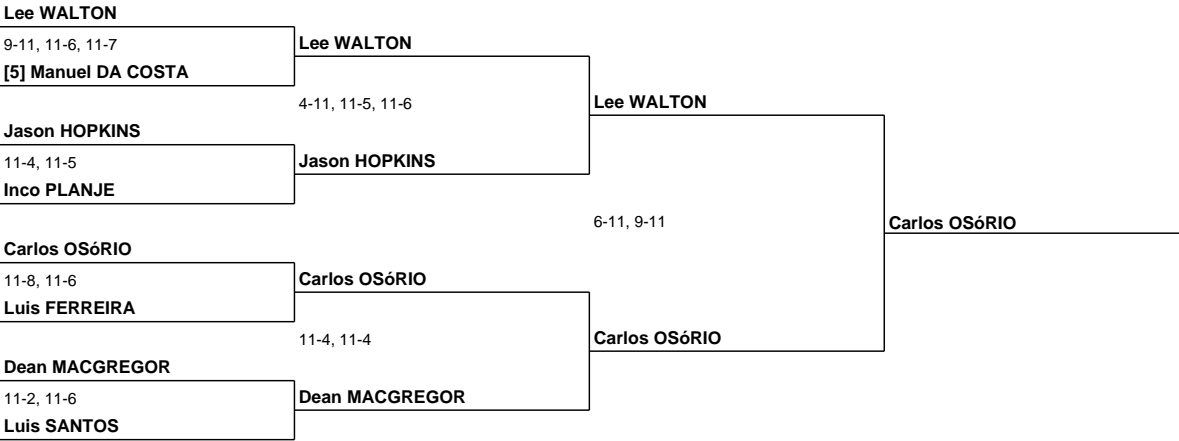 Lee WALTON
9-11, 11-6, 11-7
Lee WALTON
[5] Manuel DA COSTA
4-11, 11-5, 11-6
Lee WALTON
Jason HOPKINS
11-4, 11-5
Jason HOPKINS
Inco PLANJE
6-11, 9-11
Carlos OSóRIO
Carlos OSóRIO
11-8, 11-6
Carlos OSóRIO
Luis FERREIRA
11-4, 11-4
Carlos OSóRIO
Dean MACGREGOR
11-2, 11-6
Dean MACGREGOR
Luis SANTOS